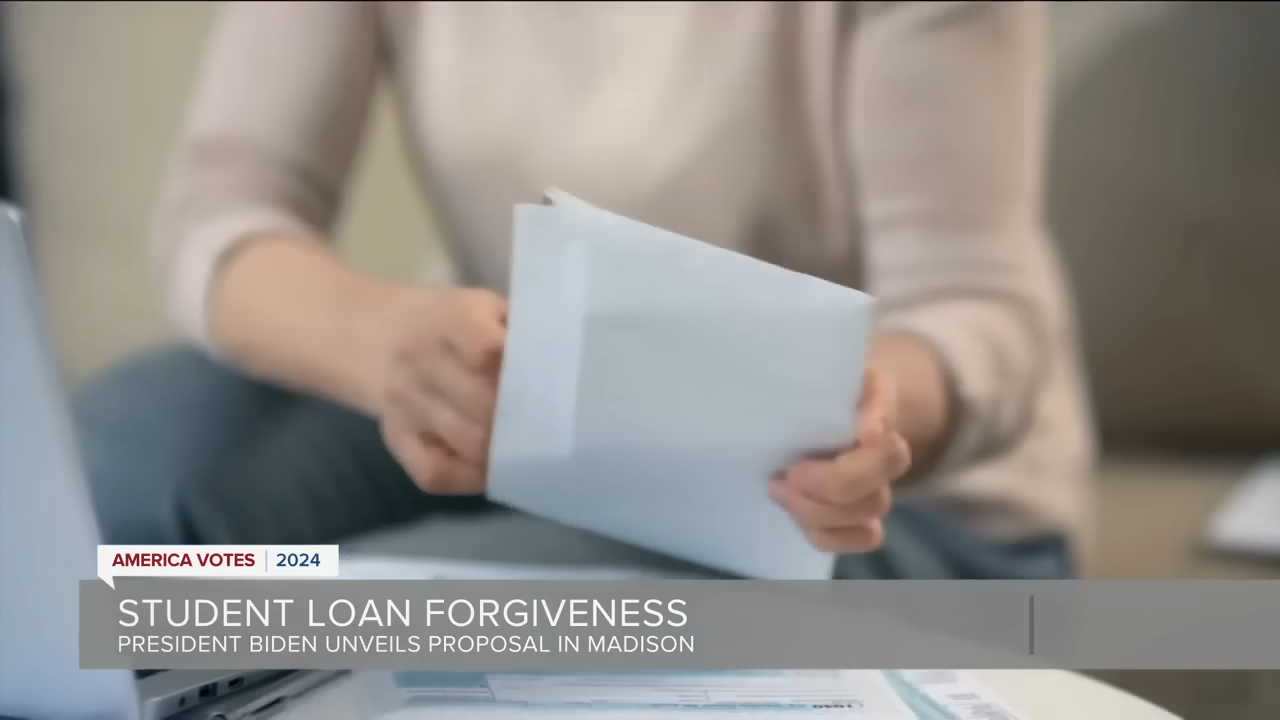 AMERICA VOTES | 2024
STUDENT LOAN FORGIVENESS
PRESIDENT BIDEN UNVEILS PROPOSAL IN MADISON